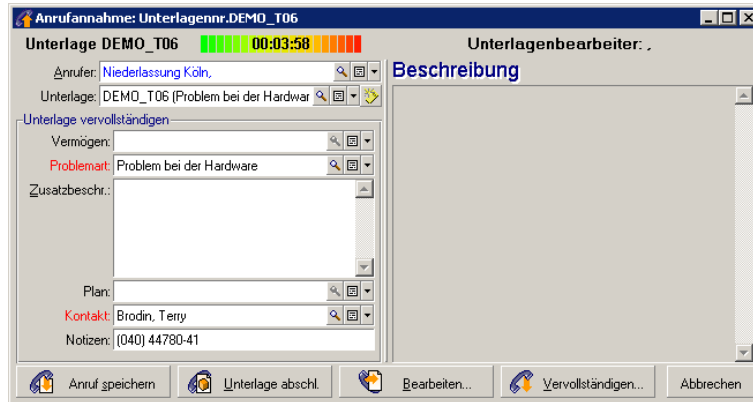 Anrufannahme: Unterlagennr.DEMO_T06
Unterlage DEMO_T06 00:03:58 Unterlagenbearbeiter: ,
Anrufer: Niederlassung Köln,
Beschreibung
Unterlage: DEMO_T06 (Problem bei der Hardwar
Unterlage vervollständigen
Vermögen:
Problemart: Problem bei der Hardware
Zusatzbeschr.:
Plan:
Kontakt: Brodin, Terry
Notizen: (040) 44780-41
Anruf speichern Unterlage abschl. Bearbeiten... Vervollständigen... Abbrechen